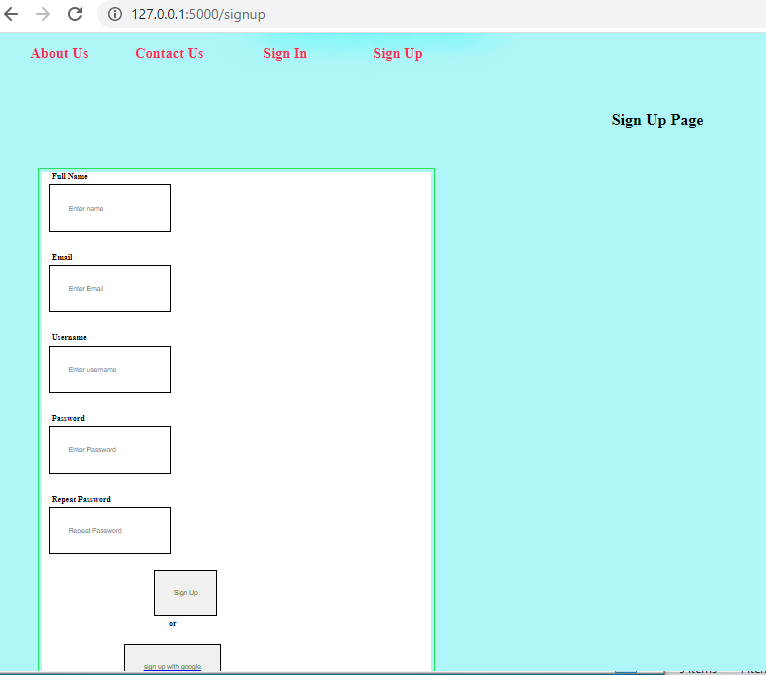 127.0.0.1:5000/signup
About Us Contact Us Sign In Sign Up
Sign Up Page
Full Name
Enter name
Email
Enter Email
Username
Enter username
Password
Enter Password
Repeat Password
Repeat Password
Sign Up
or
sign up with google